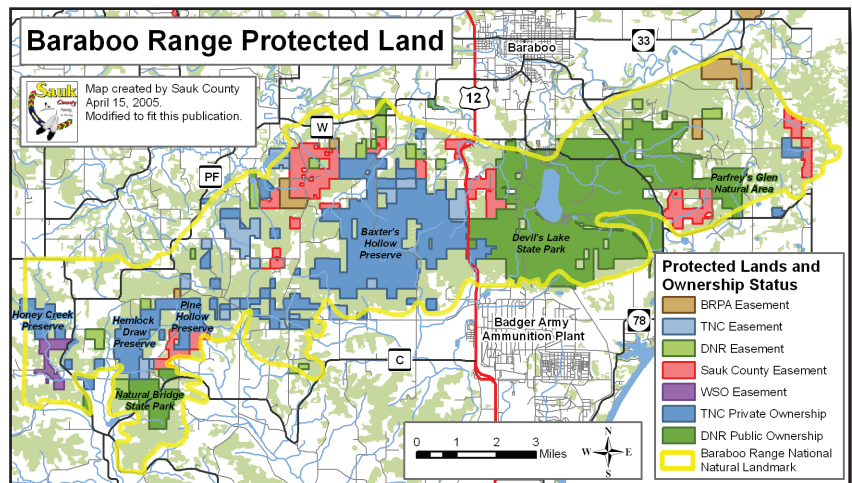 Baraboo Range Protected Land
Sauk
County
Map created by Sauk County
April 15, 2005.
Modified to fit this publication.
Baraboo
33
12
W
PF
Parfrey's Glen
Natural Area
Baxter's
Hollow
Preserve
Devil's Lake
State Park
Honey Creek
Preserve
Hemlock
Draw
Preserve
Pine
Hollow
Preserve
Natural Bridge
State Park
C
Badger Army
Ammunition Plant
78
Protected Lands and
Ownership Status
BRPA Easement
TNC Easement
DNR Easement
Sauk County Easement
WSO Easement
TNC Private Ownership
DNR Public Ownership
Baraboo Range National
Natural Landmark
0 1 2 3
Miles
N
W E
S